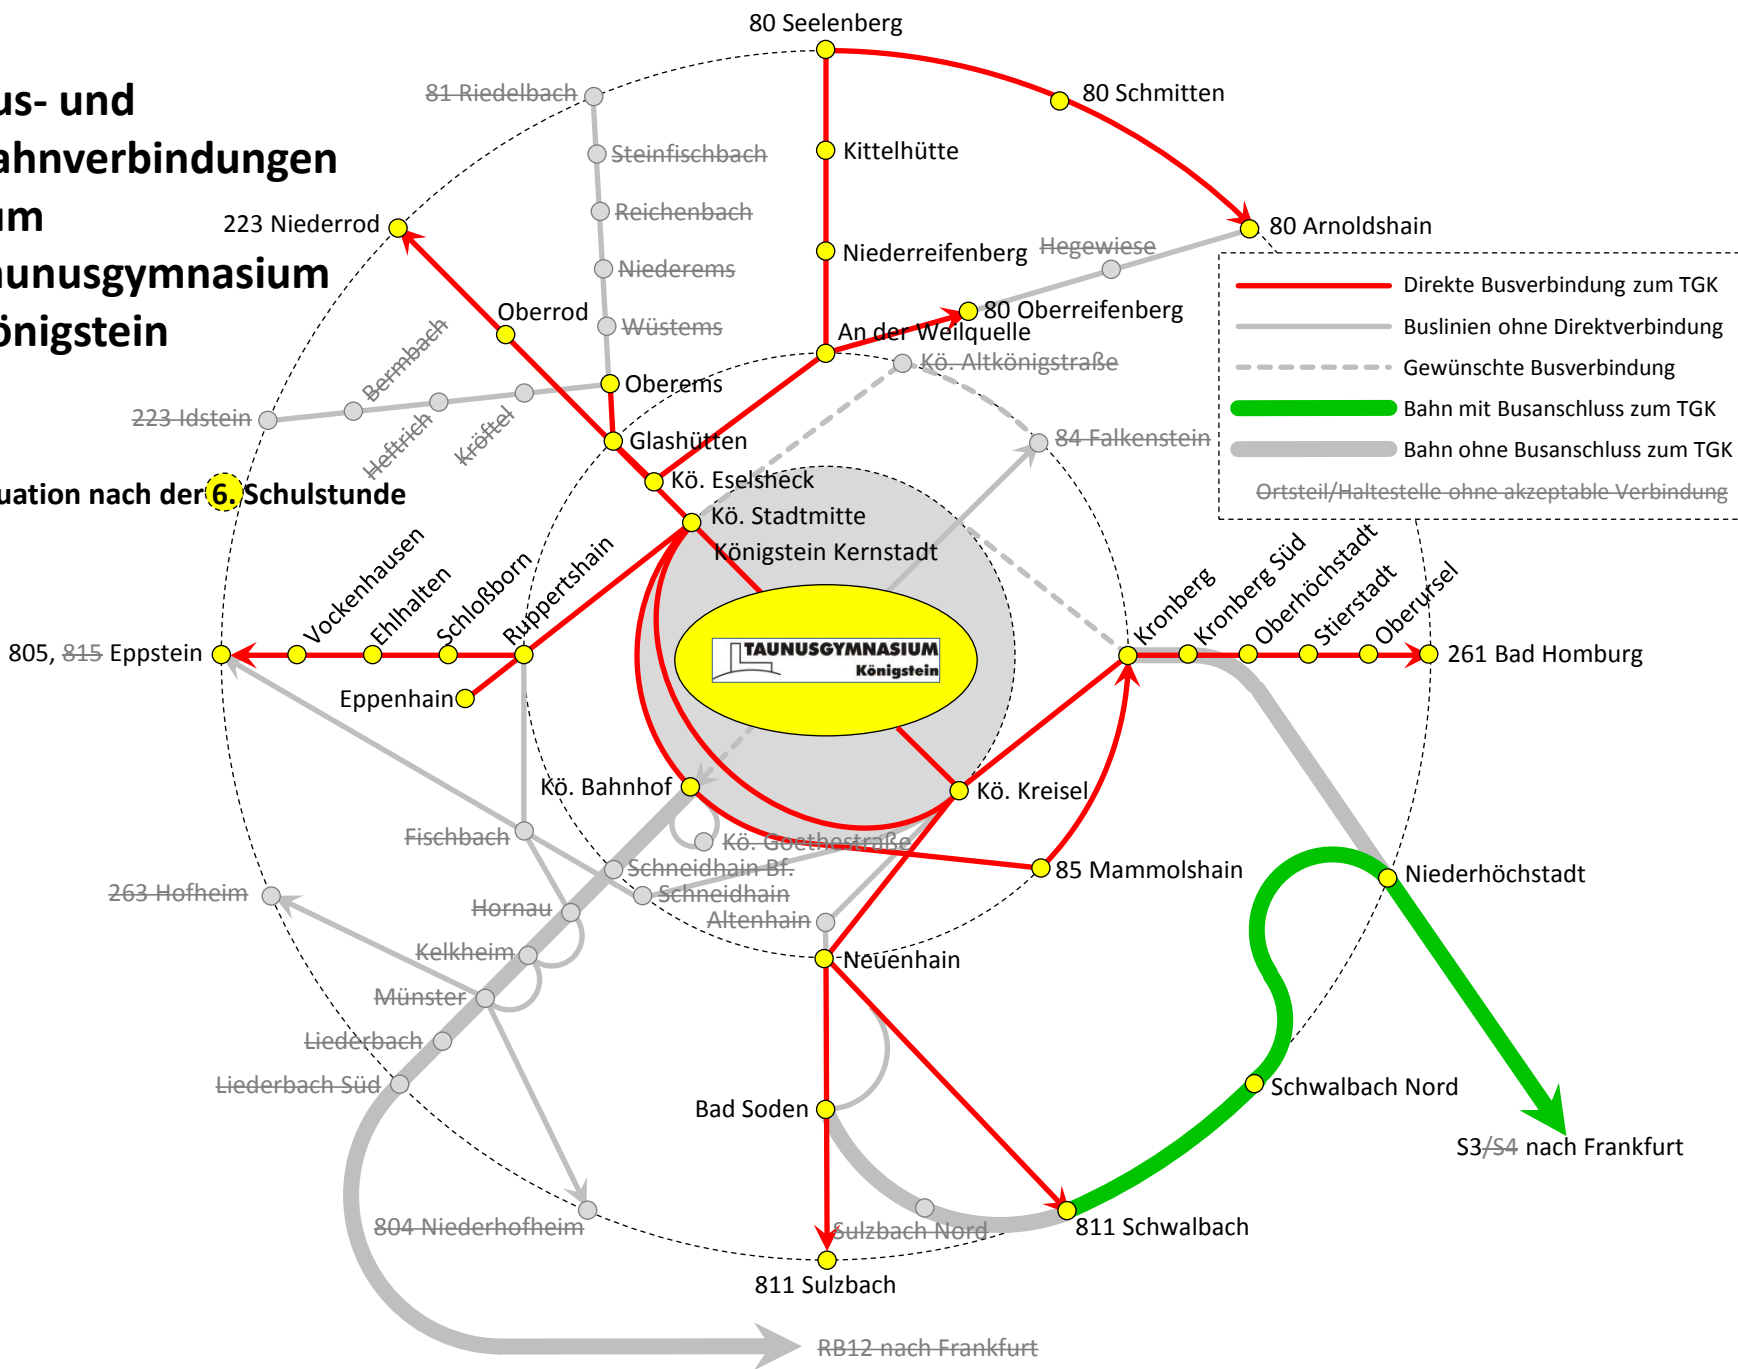 us- und
ahnverbindungen
um
aunusgymnasium
önigstein
uation nach der 6. Schulstunde
80 Seelenberg
80 Schmitten
81 Riedelbach
Kittelhütte
Steinfischbach
Reichenbach
223 Niederrod
80 Arnoldshain
Niederreifenberg
Hegewiese
Niederems
80 Oberreifenberg
Oberrod
Wüstems
An der Weilquelle
Kö. Altkönigstraße
Bermbach
Oberems
223 Idstein
Heftrich
Kröftel
Glashütten
84 Falkenstein
Kö. Eselsheck
Kö. Stadtmitte
Königstein Kernstadt
Direkte Busverbindung zum TGK
Buslinien ohne Direktverbindung
Gewünschte Busverbindung
Bahn mit Busanschluss zum TGK
Bahn ohne Busanschluss zum TGK
Ortsteil/Haltestelle ohne akzeptable Verbindung
Vockenhausen
Ehlhalten
Schloßborn
Ruppertshain
Kronberg
Kronberg Süd
Oberhöchstadt
Stierstadt
Oberursel
805, 815 Eppstein
261 Bad Homburg
TAUNUSGYMNASIUM
Königstein
Eppenhain
Kö. Bahnhof
Kö. Kreisel
Fischbach
Kö. Goethestraße
Schneidhain Bf.
85 Mammolshain
Niederhöchstadt
263 Hofheim
Schneidhain
Hornau
Altenhain
Kelkheim
Neuenhain
Münster
Liederbach
Liederbach Süd
Schwalbach Nord
Bad Soden
S3/S4 nach Frankfurt
804 Niederhofheim
Sulzbach Nord
811 Schwalbach
811 Sulzbach
RB12 nach Frankfurt